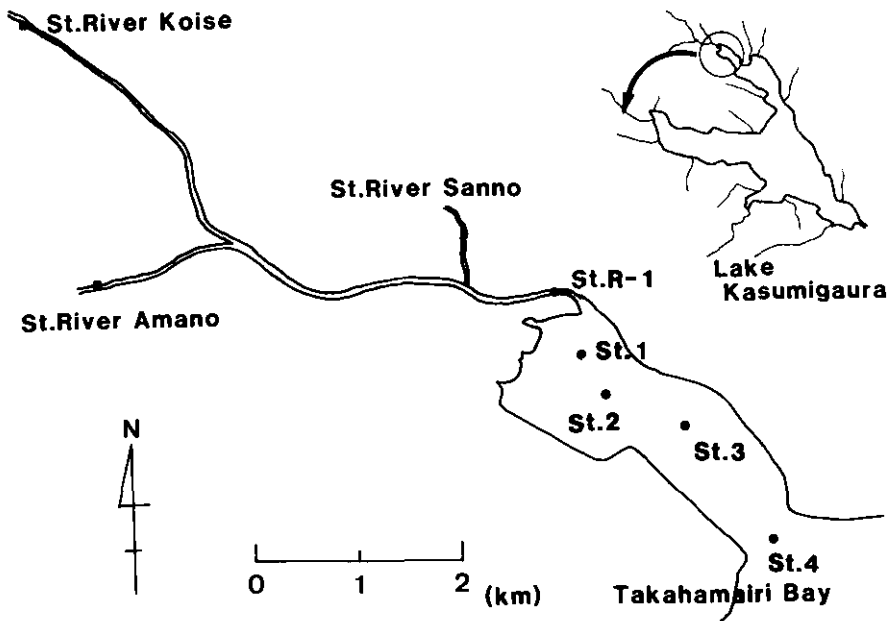 St.River Koise
St.River Sanno
Lake
Kasumigaura
St.R-1
St.River Amano
St.1
St.2
St.3
N
St.4
0 1 2 (km)
Takahamairi Bay